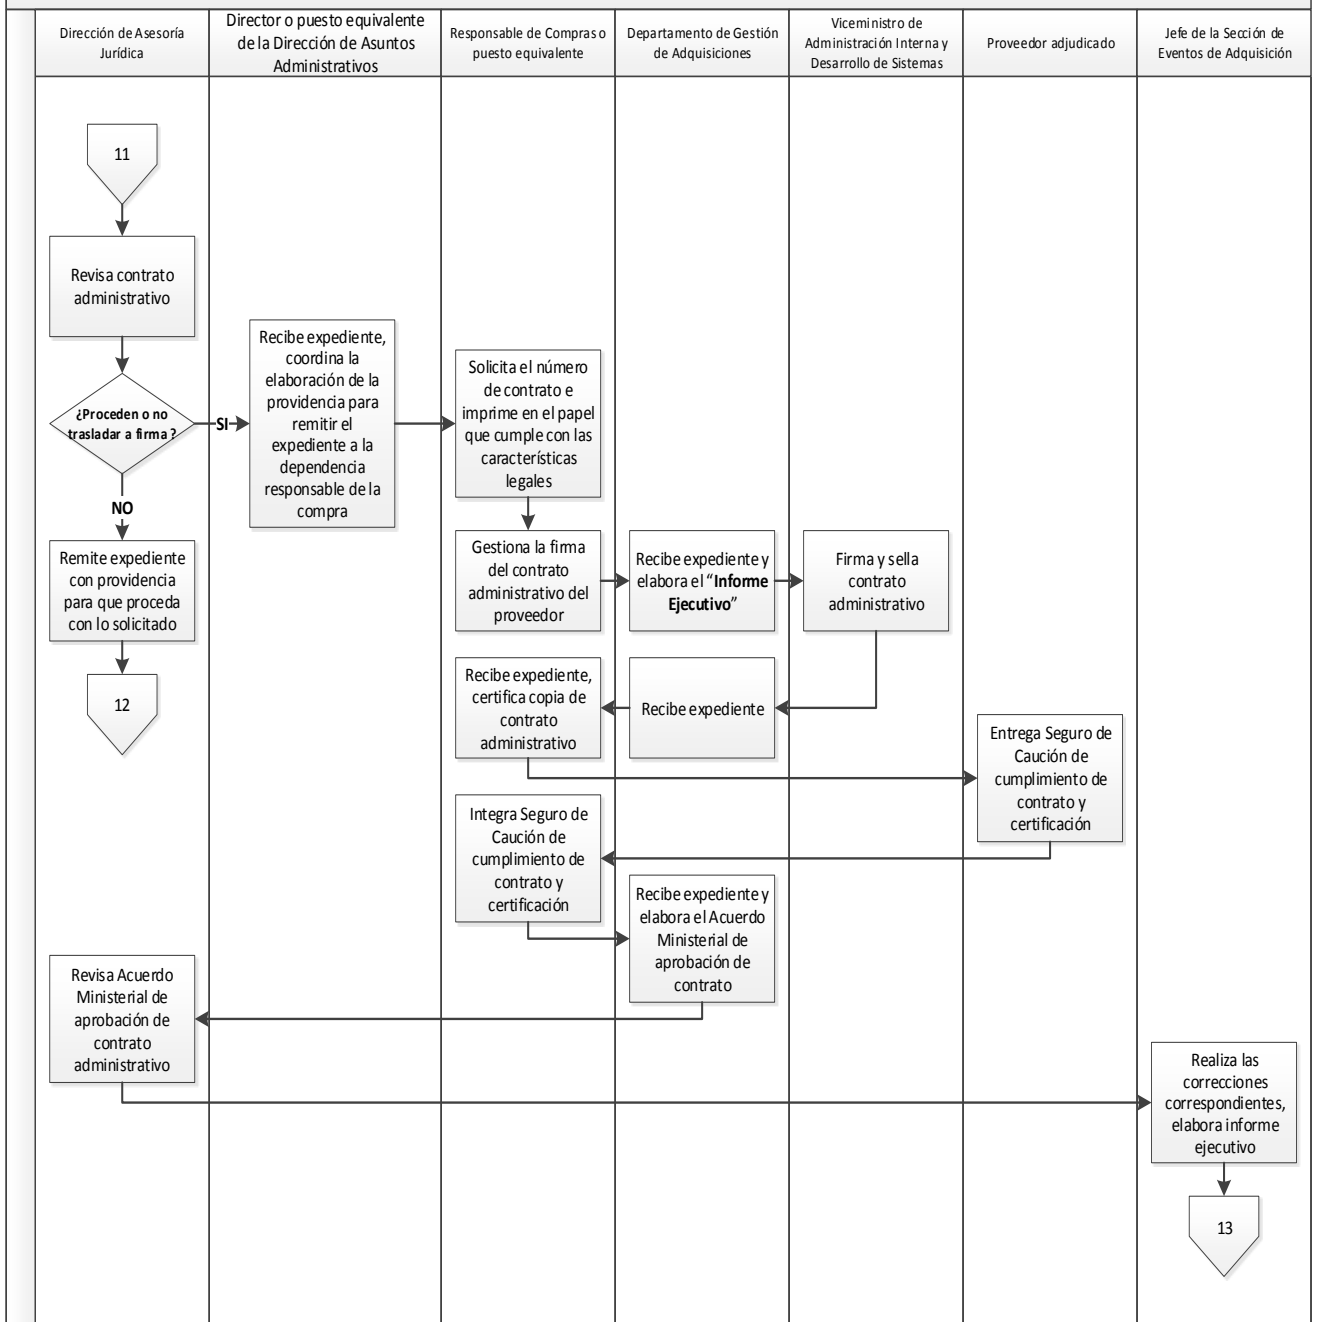 Dirección de Asesoría
Jurídica
Director o puesto equivalente
de la Dirección de Asuntos
Administrativos
Responsable de Compras o
puesto equivalente
Departamento de Gestión
de Adquisiciones
Viceministro de
Administración Interna y
Desarrollo de Sistemas
Proveedor adjudicado
Jefe de la Sección de
Eventos de Adquisición
11
Revisa contrato
administrativo
¿Proceden o no
trasladar a firma ?
SI
NO
Remite expediente
con providencia
para que proceda
con lo solicitado
12
Recibe expediente,
coordina la
elaboración de la
providencia para
remitir el
expediente a la
dependencia
responsable de la
compra
Solicita el número
de contrato e
imprime en el papel
que cumple con las
características
legales
Gestiona la firma
del contrato
administrativo del
proveedor
Recibe expediente y
elabora el “Informe
Ejecutivo”
Firma y sella
contrato
administrativo
Recibe expediente
Recibe expediente,
certifica copia de
contrato
administrativo
Entrega Seguro de
Caución de
cumplimiento de
contrato y
certificación
Integra Seguro de
Caución de
cumplimiento de
contrato y
certificación
Recibe expediente y
elabora el Acuerdo
Ministerial de
aprobación de
contrato
Revisa Acuerdo
Ministerial de
aprobación de
contrato
administrativo
Realiza las
correcciones
correspondientes,
elabora informe
ejecutivo
13